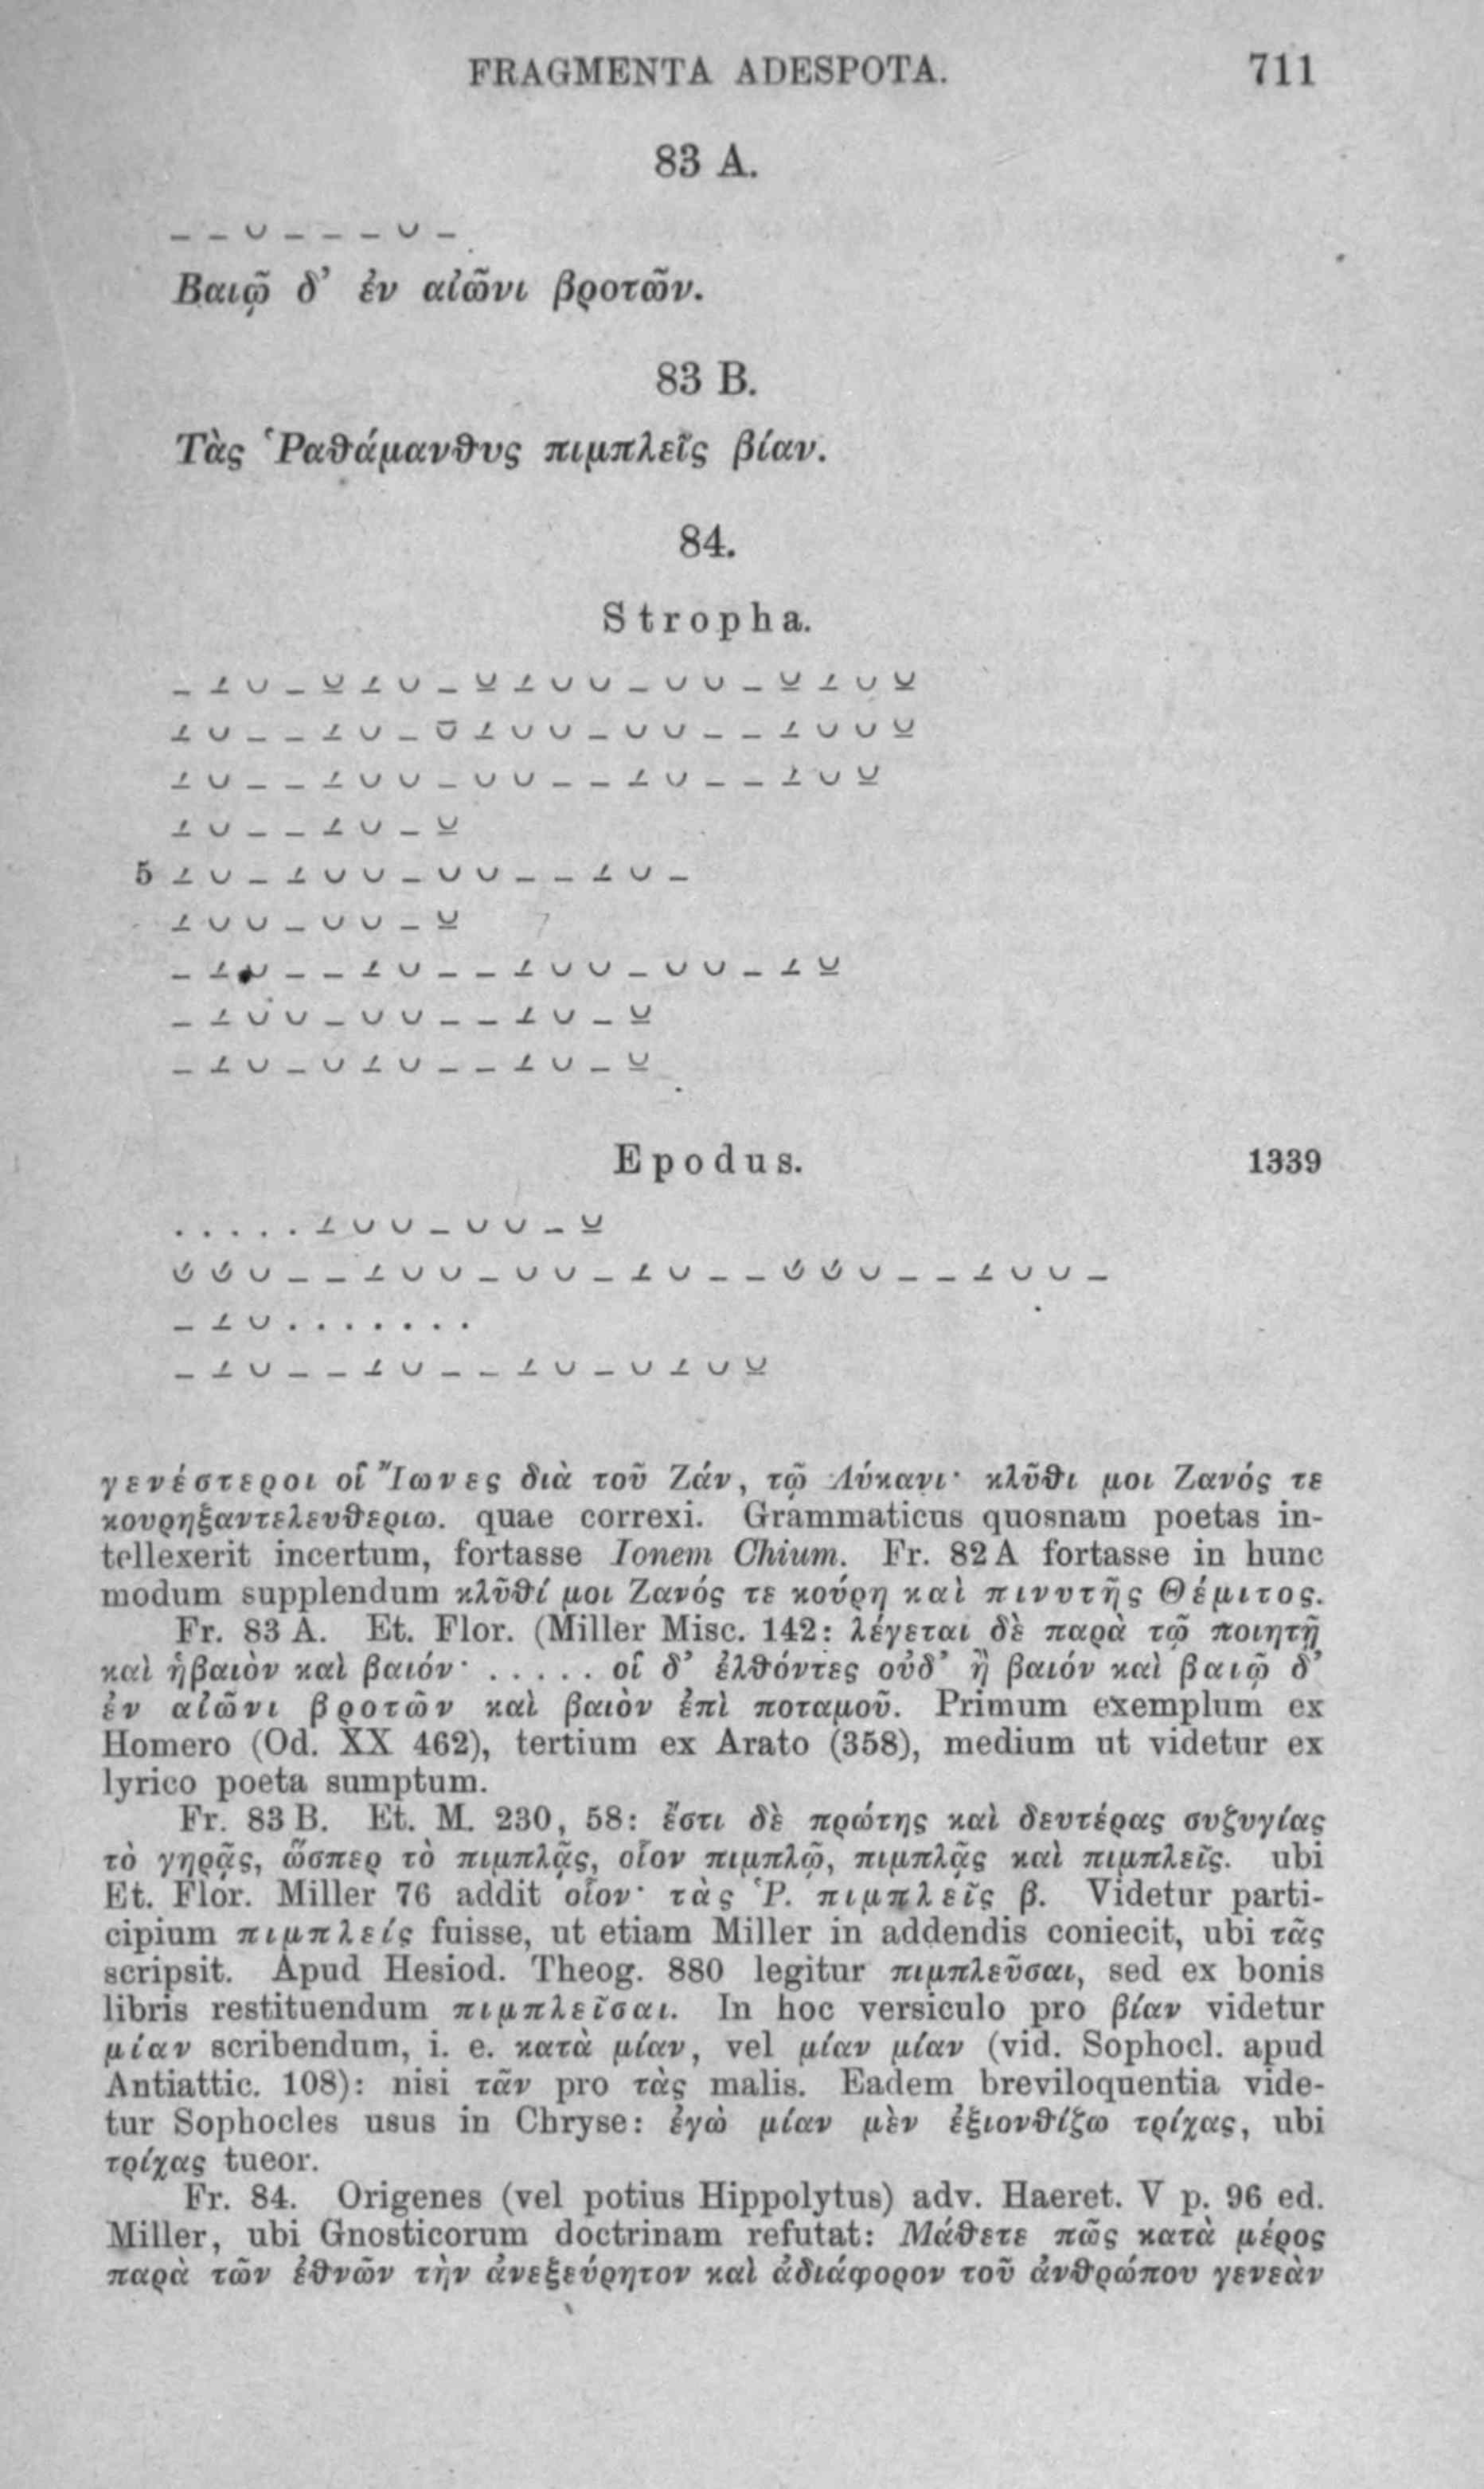 FRAGMENTA ADESPOTA. 711
83 A.
_ _ ∪ _ _ _ ∪ _
Βαιῷ δ’ ἐν αἰῶνι βροτῶν.
83 B.
Τὰς Ῥαθάμανθυς πιμπλεῖς βίαν.
84.
Stropha.
_ ⊥ ∪ _ ⊻ ⊥ ∪ _ ⊻ ⊥ ∪ ∪ _ ∪ ∪ _ ⊻ ⊥ ∪ ⊻
⊥ ∪ _ _ ⊥ ∪ _ ⊽ ⊥ ∪ ∪ _ ∪ ∪ _ _ ⊥ ∪ ∪ ⊻
⊥ ∪ _ _ ⊥ ∪ ∪ _ ∪ ∪ _ _ ⊥ ∪ _ _ ⊥ ∪ ⊻
⊥ ∪ _ _ ⊥ ∪ _ ⊻
5 ⊥ ∪ _ ⊥ ∪ ∪ _ ∪ ∪ _ _ ⊥ ∪ _
⊥ ∪ ∪ _ ∪ ∪ _ ⊻
_ ⊥ ∪ _ _ ⊥ ∪ _ _ ⊥ ∪ ∪ _ ∪ ∪ _ ⊥ ⊻
_ ⊥ ∪ ∪ _ ∪ ∪ _ _ ⊥ ∪ _ ⊻
_ ⊥ ∪ _ ∪ ⊥ ∪ _ _ ⊥ ∪ _ ⊻
Epodus. 1339
. . . . . ⊥ ∪ ∪ _ ∪ ∪ _ ⊻
∪́ ∪́ ∪ _ _ ⊥ ∪ ∪ _ ∪ ∪ _ ⊥ ∪ _ _ ∪́ ∪́ ∪ _ _ ⊥ ∪ ∪ _
_ ⊥ ∪ . . . . . . .
_ ⊥ ∪ _ _ ⊥ ∪ _ _ ⊥ ∪ _ ∪ ⊥ ∪ ⊻
γενέστεροι οἱ Ἴωνες διὰ τοῦ Ζάν, τῷ Λύκανι· κλῦθι μοι Ζανός τε
κουρηξαντελευθεριω. quae correxi. Grammaticus quosnam poetas in-
tellexerit incertum, fortasse Ionem Chium. Fr. 82 A fortasse in hunc
modum supplendum κλῦθί μοι Ζανός τε κούρη καὶ πινυτῆς Θέμιτος.
Fr. 83 A. Et. Flor. (Miller Misc. 142: λέγεται δὲ παρὰ τῷ ποιητῇ
καὶ ἠβαιὸν καὶ βαιόν· . . . . . οἱ δ’ ἐλθόντες οὐδ’ ἢ βαιόν καὶ βαιῷ δ’
ἐν αἰῶνι βροτῶν καὶ βαιὸν ἐπὶ ποταμοῦ. Primum exemplum ex
Homero (Od. XX 462), tertium ex Arato (358), medium ut videtur ex
lyrico poeta sumptum.
Fr. 83 B. Et. M. 230, 58: ἔστι δὲ πρώτης καὶ δευτέρας συζυγίας
τὸ γηρᾷς, ὥσπερ τὸ πιμπλᾷς, οἷον πιμπλῶ, πιμπλᾷς καὶ πιμπλεῖς. ubi
Et. Flor. Miller 76 addit οἷον· τὰς Ῥ. πιμπλεῖς β. Videtur parti-
cipium πιμπλείς fuisse, ut etiam Miller in addendis coniecit, ubi τᾶς
scripsit. Apud Hesiod. Theog. 880 legitur πιμπλεῦσαι, sed ex bonis
libris restituendum πιμπλεῖσαι. In hoc versiculo pro βίαν videtur
μίαν scribendum, i. e. κατὰ μίαν, vel μίαν μίαν (vid. Sophocl. apud
Antiattic. 108): nisi τᾶν pro τὰς malis. Eadem breviloquentia vide-
tur Sophocles usus in Chryse: ἐγὼ μίαν μὲν ἐξιονθίζω τρίχας, ubi
τρίχας tueor.
Fr. 84. Origenes (vel potius Hippolytus) adv. Haeret. V p. 96 ed.
Miller, ubi Gnosticorum doctrinam refutat: Μάθετε πῶς κατὰ μέρος
παρὰ τῶν ἐθνῶν τὴν ἀνεξεύρητον καὶ ἀδιάφορον τοῦ ἀνθρώπου γενεὰν